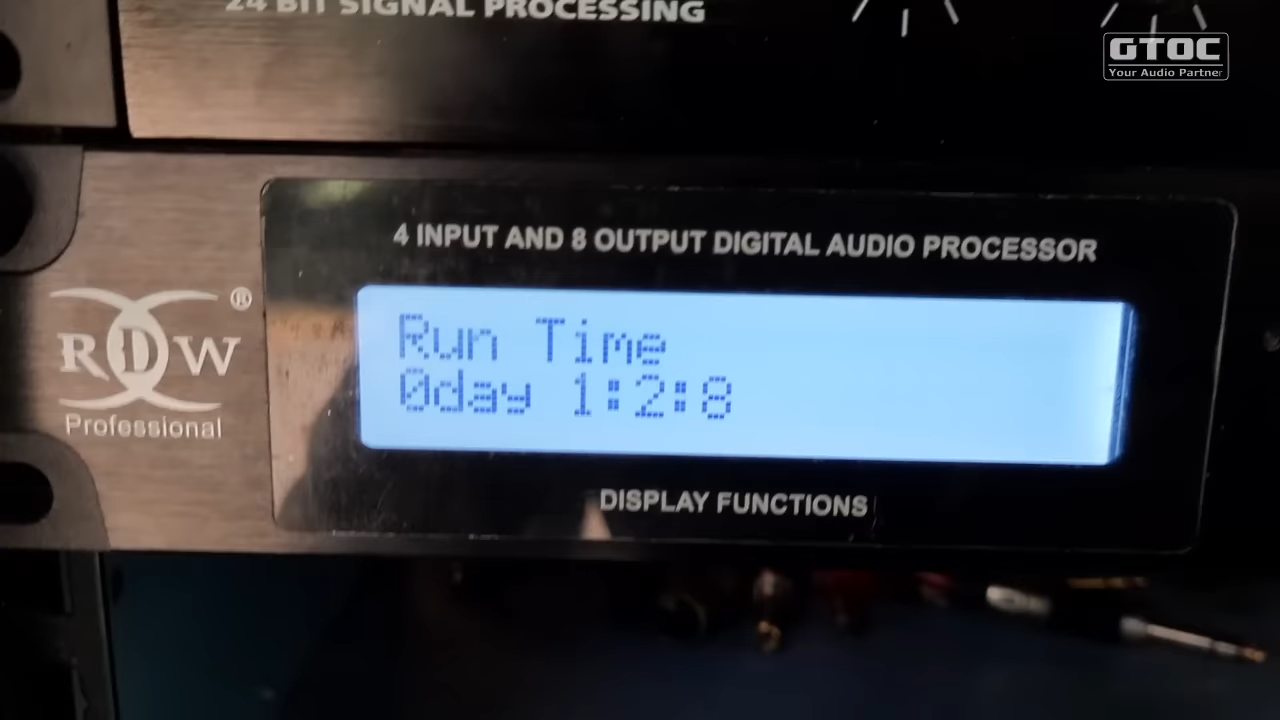 24 BIT SIGNAL PROCESSING
GTOC
Your Audio Partner
4 INPUT AND 8 OUTPUT DIGITAL AUDIO PROCESSOR
RDW®
Professional
Run Time
0day 1:2:8
DISPLAY FUNCTIONS